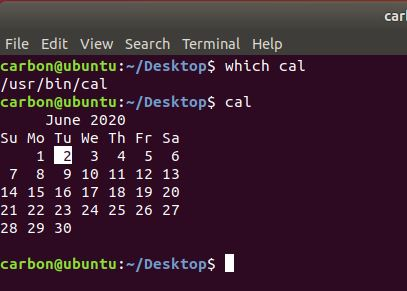 carbo
File Edit View Search Terminal Help
carbon@ubuntu:~/Desktop$ which cal
/usr/bin/cal
carbon@ubuntu:~/Desktop$ cal
     June 2020
Su Mo Tu We Th Fr Sa
    1  2  3  4  5  6
 7  8  9 10 11 12 13
14 15 16 17 18 19 20
21 22 23 24 25 26 27
28 29 30
carbon@ubuntu:~/Desktop$